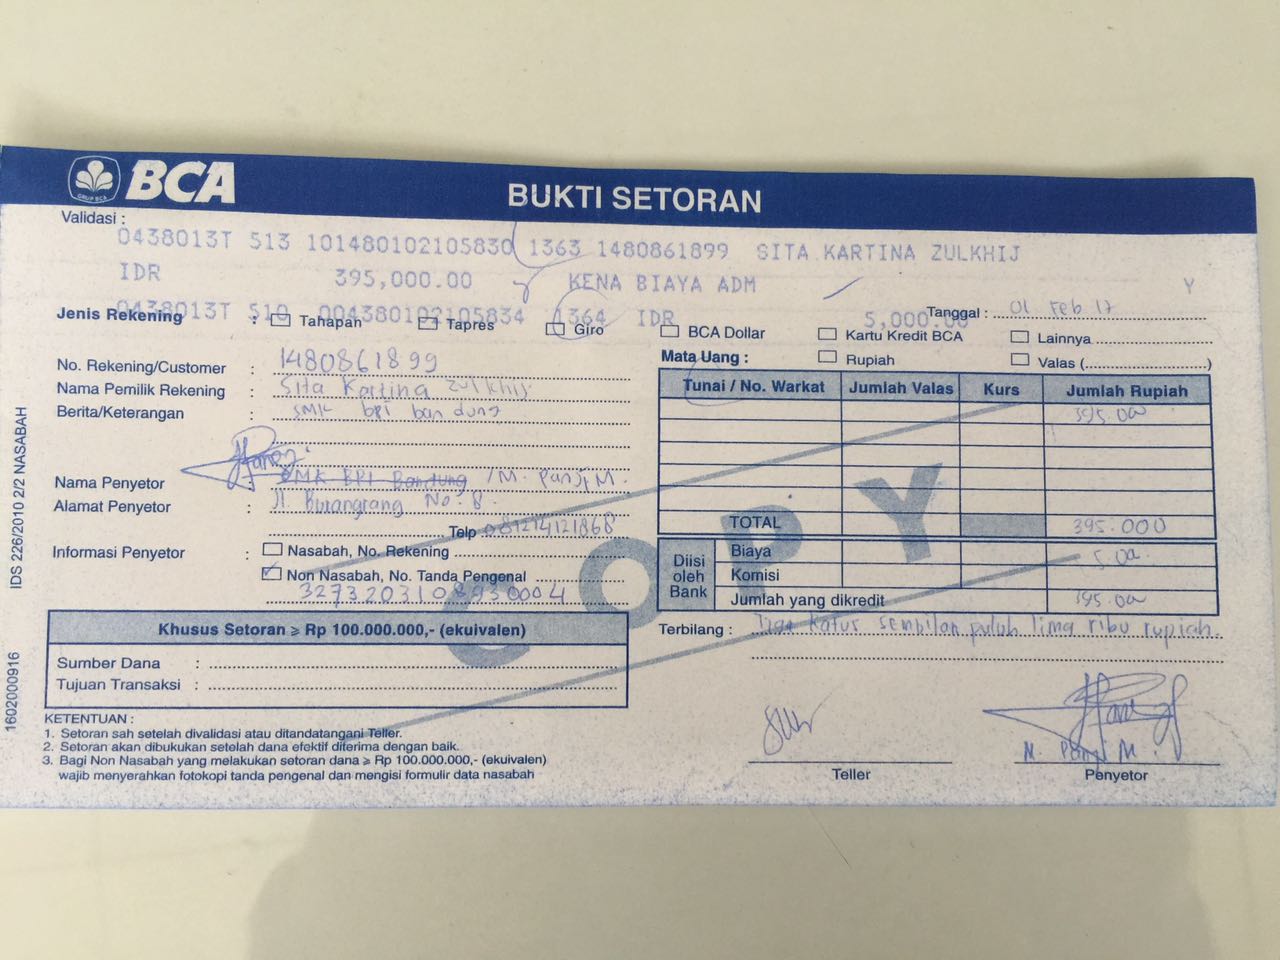 BCA
BUKTI SETORAN
Validasi :
0438013T 513 101480102105830 1363 1480861899 SITA KARTINA ZULKHIJ
IDR 395,000.00 KENA BIAYA ADM Y
0438013T 510 004380102105834 1364 IDR 5,000.00
Tanggal : 01 Feb 17
Jenis Rekening : Tahapan Tapres Giro BCA Dollar Kartu Kredit BCA Lainnya
Mata Uang : Rupiah Valas ( )
No. Rekening/Customer : 1480861899
Nama Pemilik Rekening : Sita Kartina Zulkhij
Berita/Keterangan : SMK bpi bandung
Nama Penyetor : SMK BPI Bandung /M. Panji M.
Alamat Penyetor : Jl. Burangrang No. 8
Telp 081214121868
Informasi Penyetor : Nasabah, No. Rekening
Non Nasabah, No. Tanda Pengenal
3273203108930004
Tunai / No. Warkat Jumlah Valas Kurs Jumlah Rupiah
395.00
TOTAL 395.000
Diisi oleh Bank
Biaya 5.00
Komisi
Jumlah yang dikredit 395.00
Terbilang : Tiga Ratus Sembilan puluh lima ribu rupiah
COPY
Khusus Setoran ≥ Rp 100.000.000,- (ekuivalen)
Sumber Dana :
Tujuan Transaksi :
KETENTUAN :
1. Setoran sah setelah divalidasi atau ditandatangani Teller.
2. Setoran akan dibukukan setelah dana efektif diterima dengan baik.
3. Bagi Non Nasabah yang melakukan setoran dana ≥ Rp 100.000.000,- (ekuivalen)
wajib menyerahkan fotokopi tanda pengenal dan mengisi formulir data nasabah
M. Panji M.
Teller
Penyetor
IDS 226/2010 2/2 NASABAH
1602000916